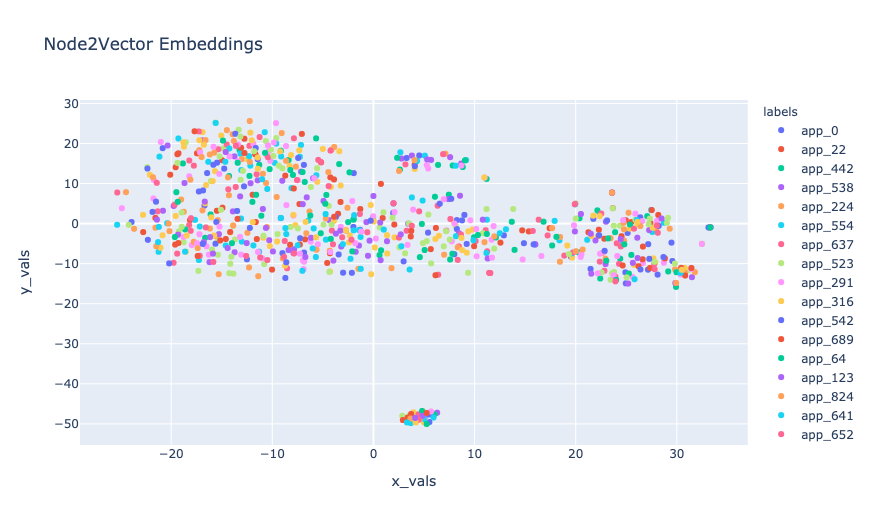 Node2Vector Embeddings
labels
app_0
app_22
app_442
app_538
app_224
app_554
app_637
app_523
app_291
app_316
app_542
app_689
app_64
app_123
app_824
app_641
app_652
30
20
10
0
−10
−20
−30
−40
−50
y_vals
−20
−10
0
10
20
30
x_vals